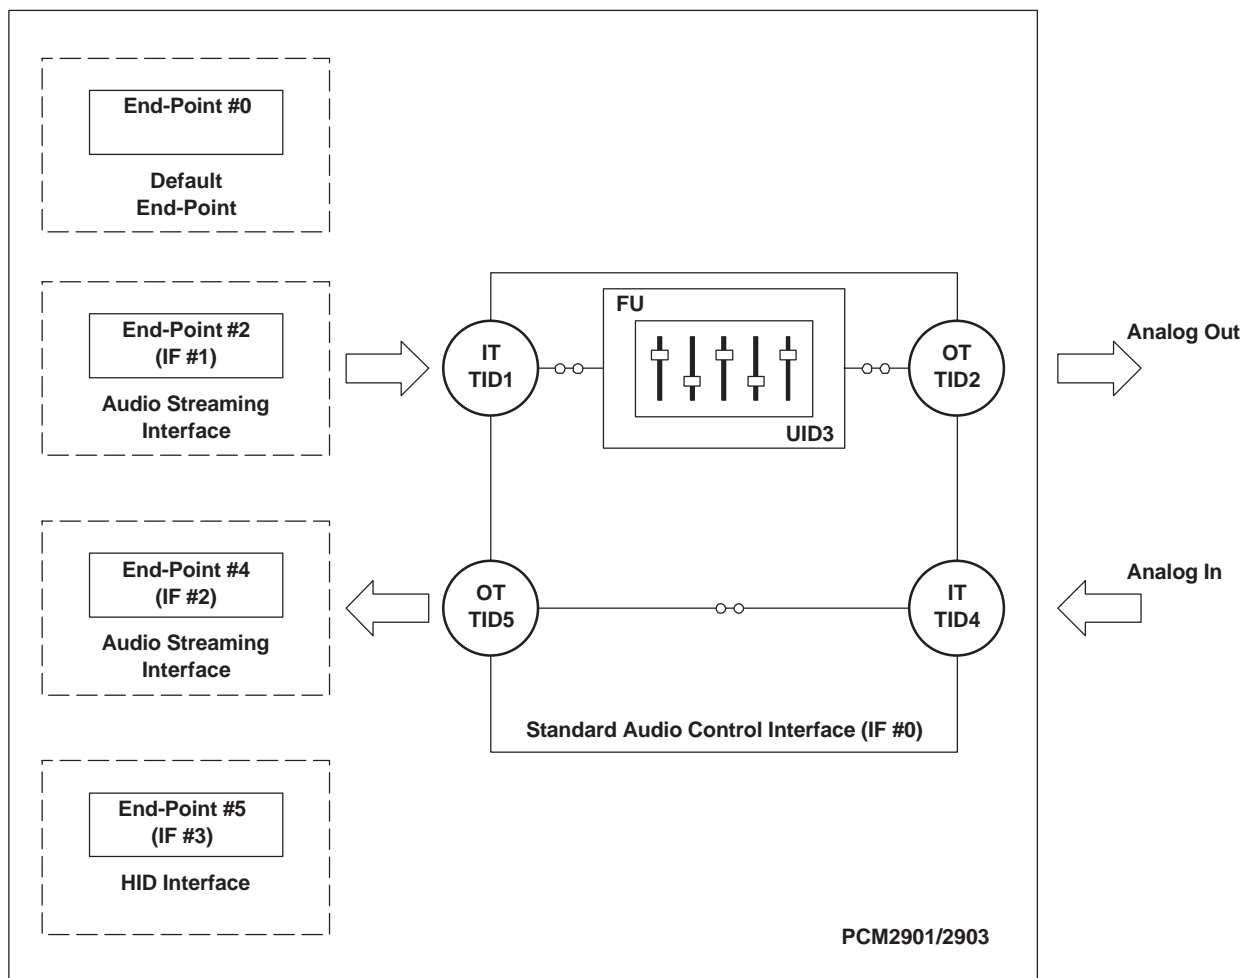 End-Point #0
Default
End-Point
End-Point #2
(IF #1)
Audio Streaming
Interface
IT
TID1
FU
UID3
OT
TID2
Analog Out
End-Point #4
(IF #2)
Audio Streaming
Interface
OT
TID5
IT
TID4
Analog In
Standard Audio Control Interface (IF #0)
End-Point #5
(IF #3)
HID Interface
PCM2901/2903